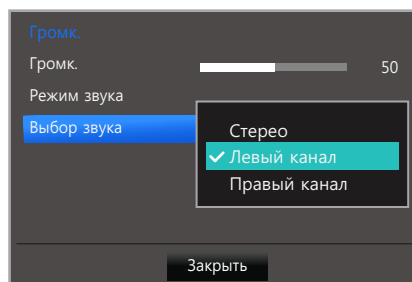 Громк.
Громк. 50
Режим звука
Выбор звука
Стерео
Левый канал
Правый канал
Закрыть